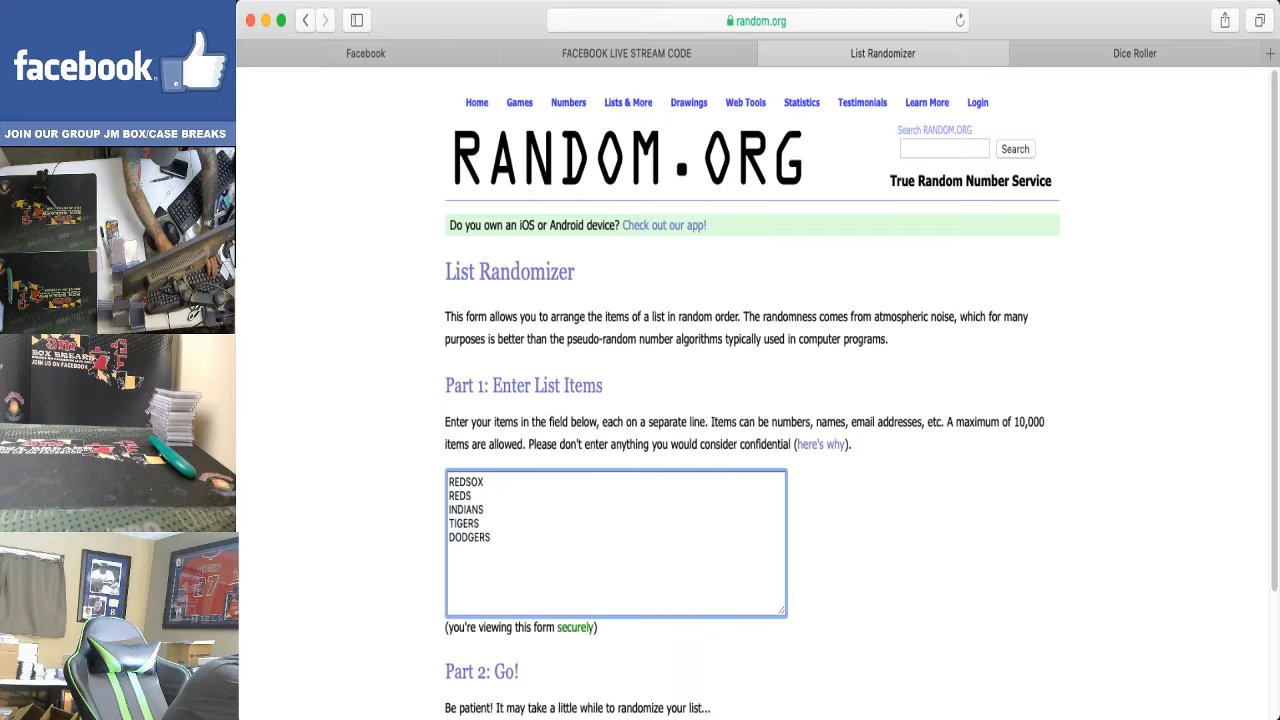 facebook
JOIN OUR GROUP JM BOX/CASE BREAKS
BOX BREAKS
JOIN US ON FACEBOOK
27
ANGELS
random.org
Facebook
FACEBOOK LIVE STREAM CODE
List Randomizer
Dice Roller
Home Games Numbers Lists & More Drawings Web Tools Statistics Testimonials Learn More Login
RANDOM.ORG
Search RANDOM.ORG
Search
True Random Number Service
Do you own an iOS or Android device? Check out our app!
List Randomizer
This form allows you to arrange the items of a list in random order. The randomness comes from atmospheric noise, which for many
purposes is better than the pseudo-random number algorithms typically used in computer programs.
Part 1: Enter List Items
Enter your items in the field below, each on a separate line. Items can be numbers, names, email addresses, etc. A maximum of 10,000
items are allowed. Please don't enter anything you would consider confidential (here's why).
REDSOX
REDS
INDIANS
TIGERS
DODGERS
(you're viewing this form securely)
Part 2: Go!
Be patient! It may take a little while to randomize your list...